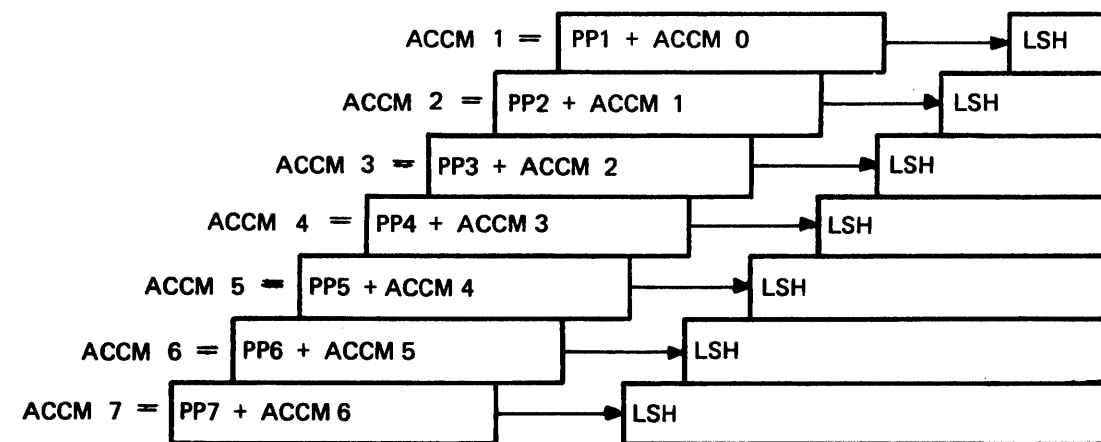 ACCM 1 = PP1 + ACCM 0 LSH
ACCM 2 = PP2 + ACCM 1 LSH
ACCM 3 = PP3 + ACCM 2 LSH
ACCM 4 = PP4 + ACCM 3 LSH
ACCM 5 = PP5 + ACCM 4 LSH
ACCM 6 = PP6 + ACCM 5 LSH
ACCM 7 = PP7 + ACCM 6 LSH